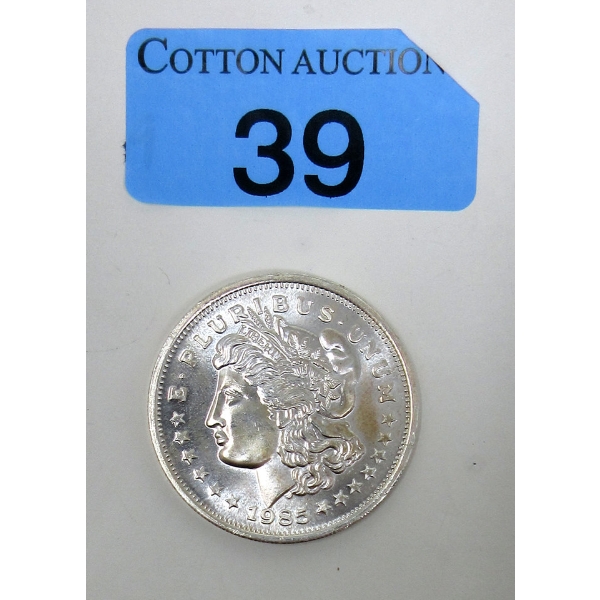 COTTON AUCTION
39
E·PLURIBUS·UNUM
LIBERTY
1985